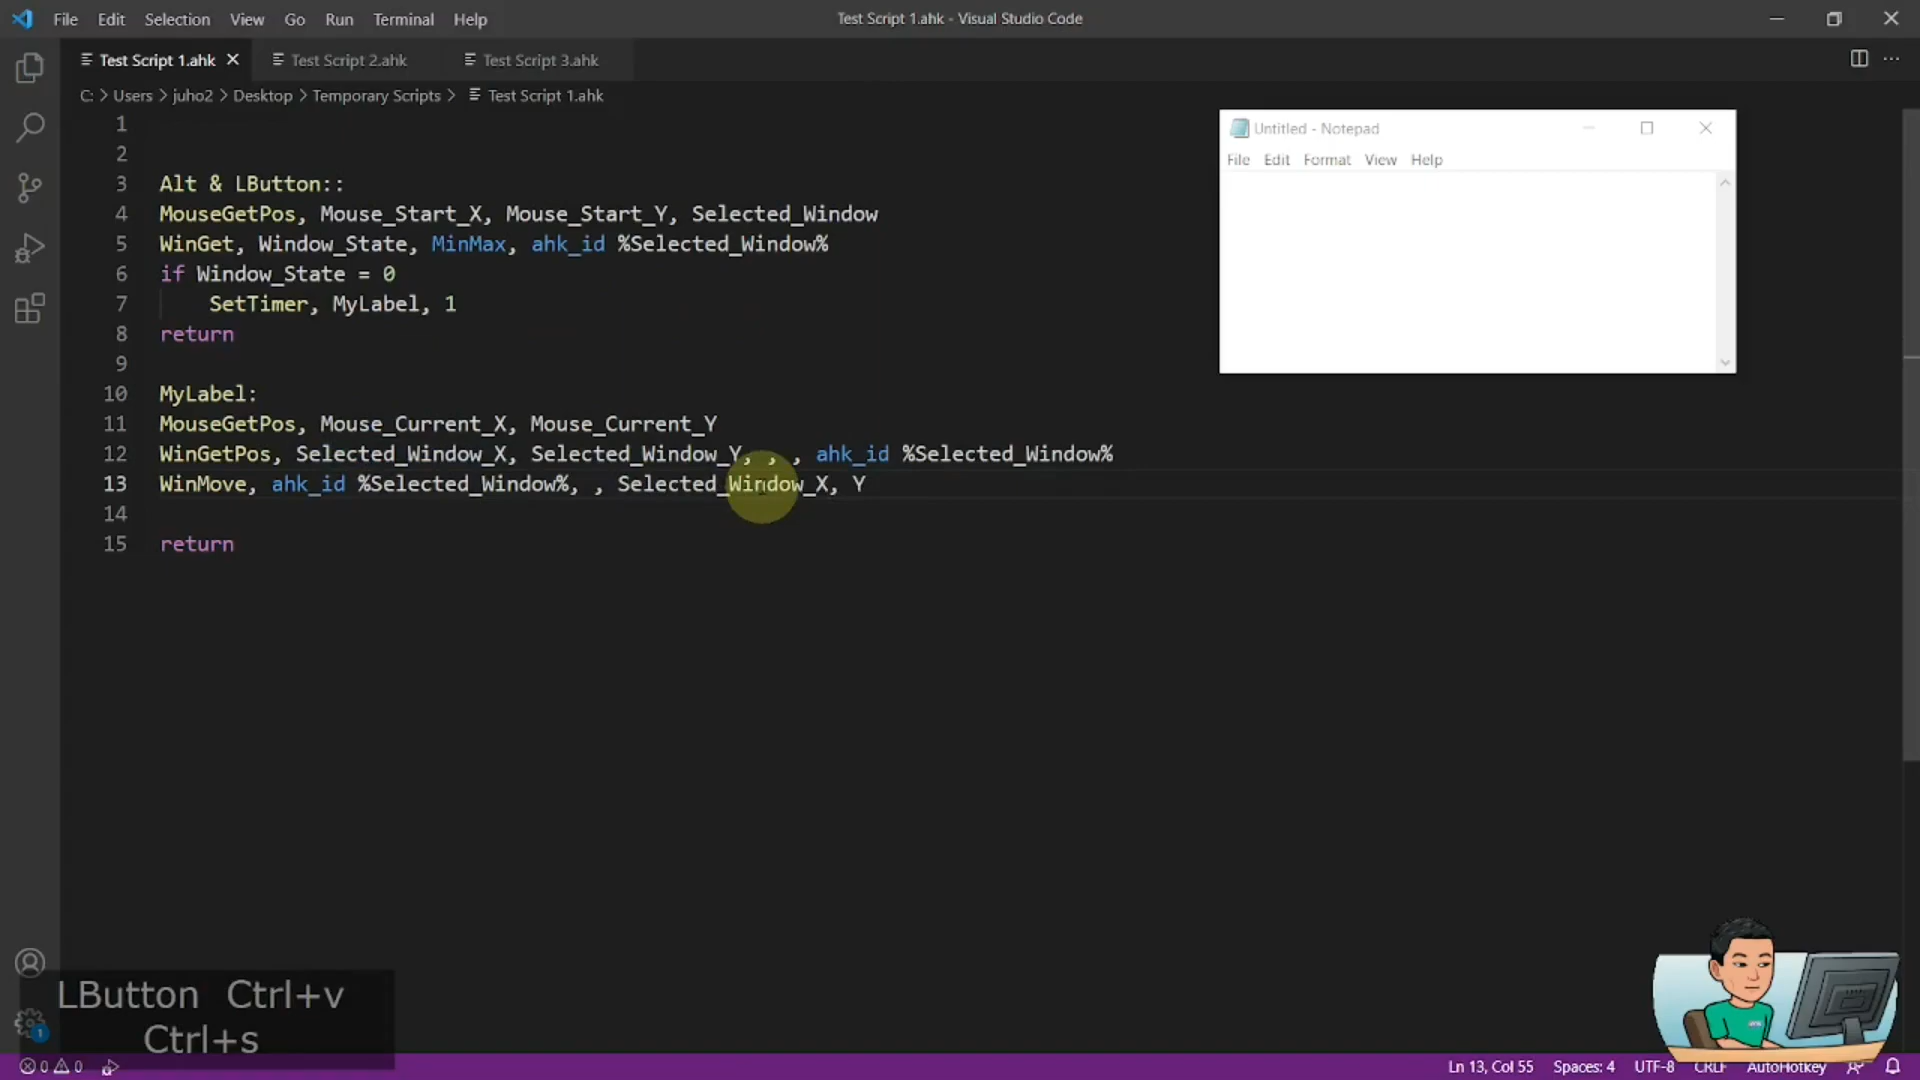 File Edit Selection View Go Run Terminal Help
Test Script 1.ahk - Visual Studio Code
Test Script 1.ahk
Test Script 2.ahk
Test Script 3.ahk
C: > Users > juho2 > Desktop > Temporary Scripts > Test Script 1.ahk
1
2
3 Alt & LButton::
4 MouseGetPos, Mouse_Start_X, Mouse_Start_Y, Selected_Window
5 WinGet, Window_State, MinMax, ahk_id %Selected_Window%
6 if Window_State = 0
7 SetTimer, MyLabel, 1
8 return
9
10 MyLabel:
11 MouseGetPos, Mouse_Current_X, Mouse_Current_Y
12 WinGetPos, Selected_Window_X, Selected_Window_Y, , , ahk_id %Selected_Window%
13 WinMove, ahk_id %Selected_Window%, , Selected_Window_X, Y
14
15 return
Untitled - Notepad
File Edit Format View Help
LButton Ctrl+v
Ctrl+s
1
0 0
Ln 13, Col 55 Spaces: 4 UTF-8 CRLF AutoHotkey